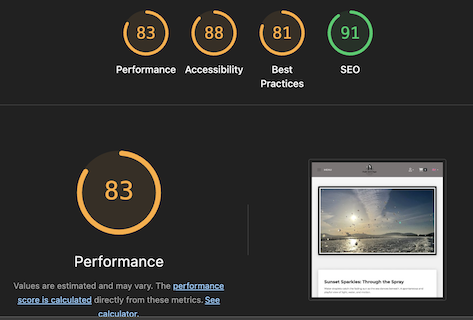 83
88
81
91
Performance
Accessibility
Best
Practices
SEO
83
Performance
Values are estimated and may vary. The performance
score is calculated directly from these metrics. See
calculator.
Sunset Sparkles: Through the Spray